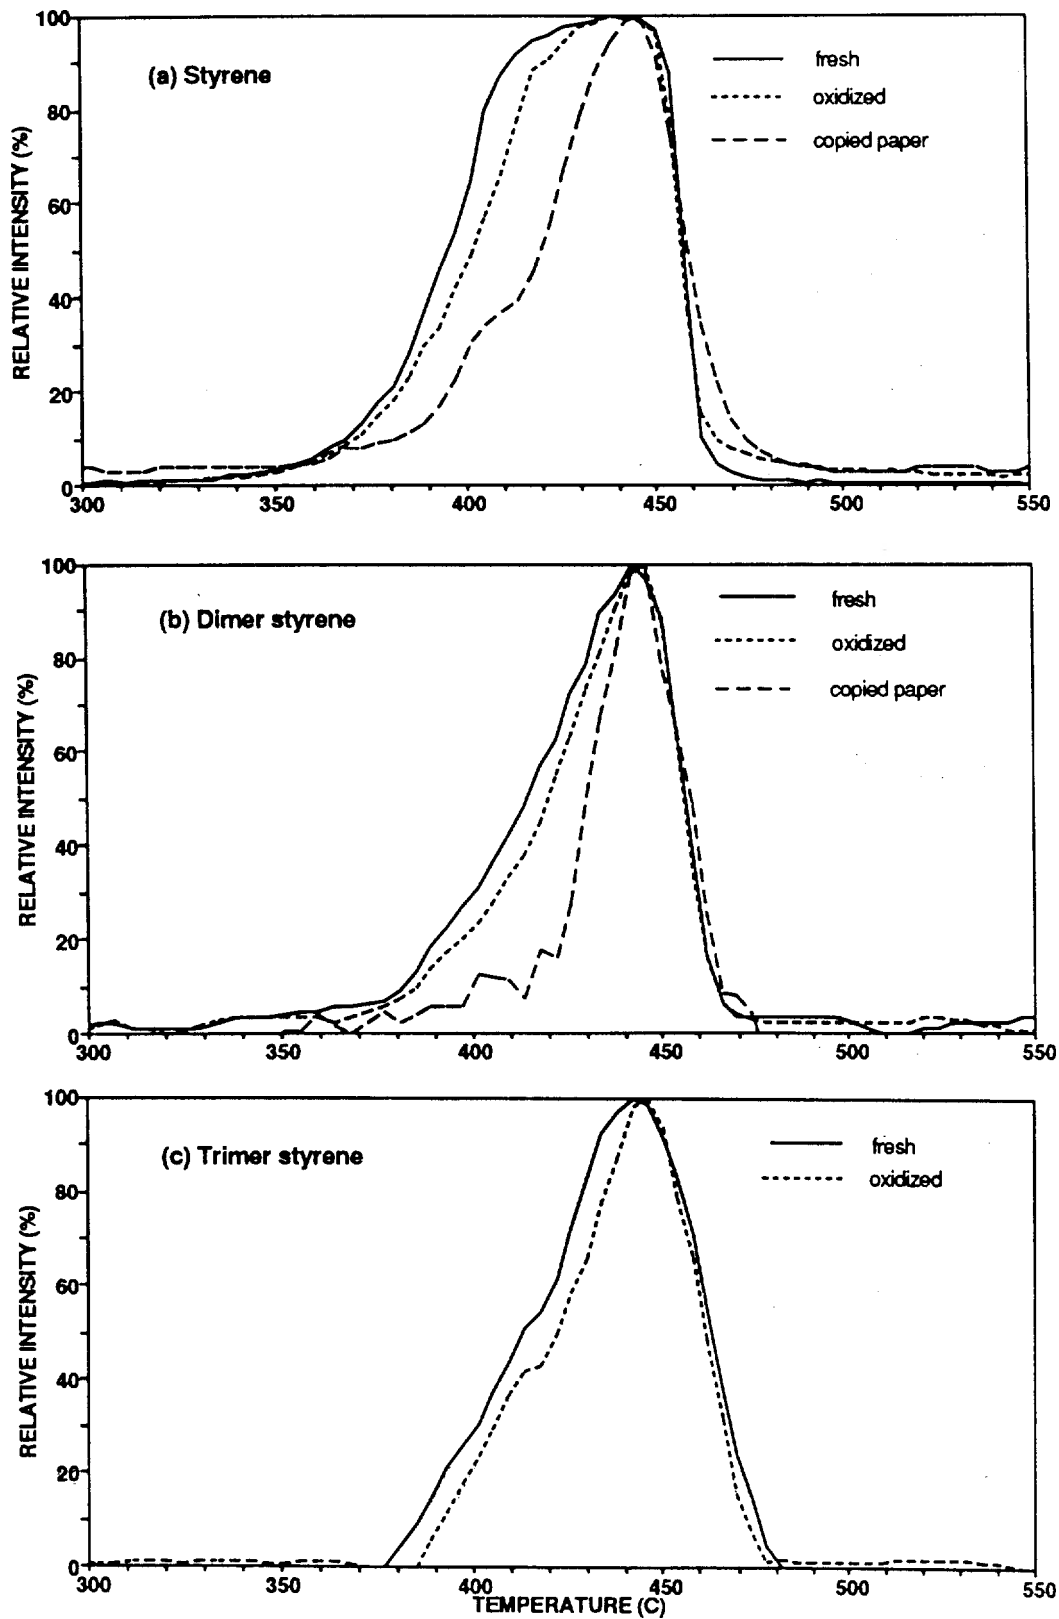 (a) Styrene
fresh
oxidized
copied paper
RELATIVE INTENSITY (%)
100
80
60
40
20
0
300
350
400
450
500
550
(b) Dimer styrene
fresh
oxidized
copied paper
RELATIVE INTENSITY (%)
100
80
60
40
20
0
300
350
400
450
500
550
(c) Trimer styrene
fresh
oxidized
RELATIVE INTENSITY (%)
100
80
60
40
20
0
300
350
400
450
500
550
TEMPERATURE (C)